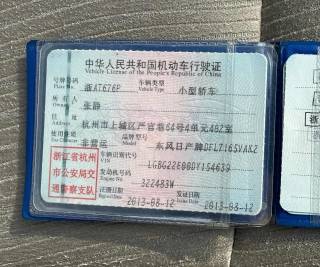 中华人民共和国机动车行驶证
Vehicle License of the People's Republic of China
号牌号码 浙AT676P 车辆类型 小型轿车
Plate No. Vehicle Type
所有人 张静
Owner
住址 杭州市上城区严官巷64号4单元402室
Address
使用性质 非营运 品牌型号 东风日产DFL7165VAK2
Use Character Model
浙江省杭州市公安局交通警察支队
车辆识别代号 LGBG22E00DY154639
VIN
发动机号码 322483W
Engine No.
注册日期 2013-08-12 发证日期 2013-08-12
Register Date Issue Date